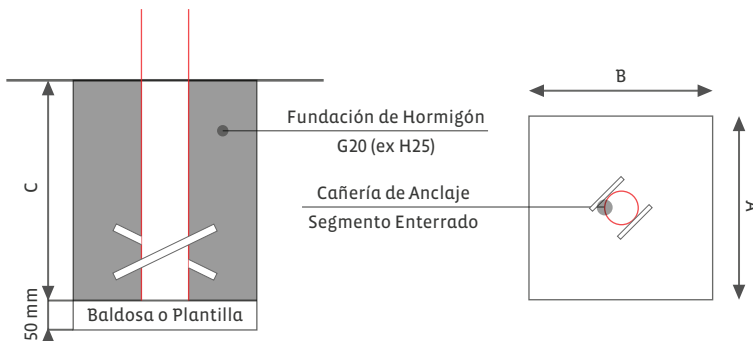 B
Fundación de Hormigón
G20 (ex H25)
C
Cañería de Anclaje
Segmento Enterrado
A
50 mm
Baldosa o Plantilla